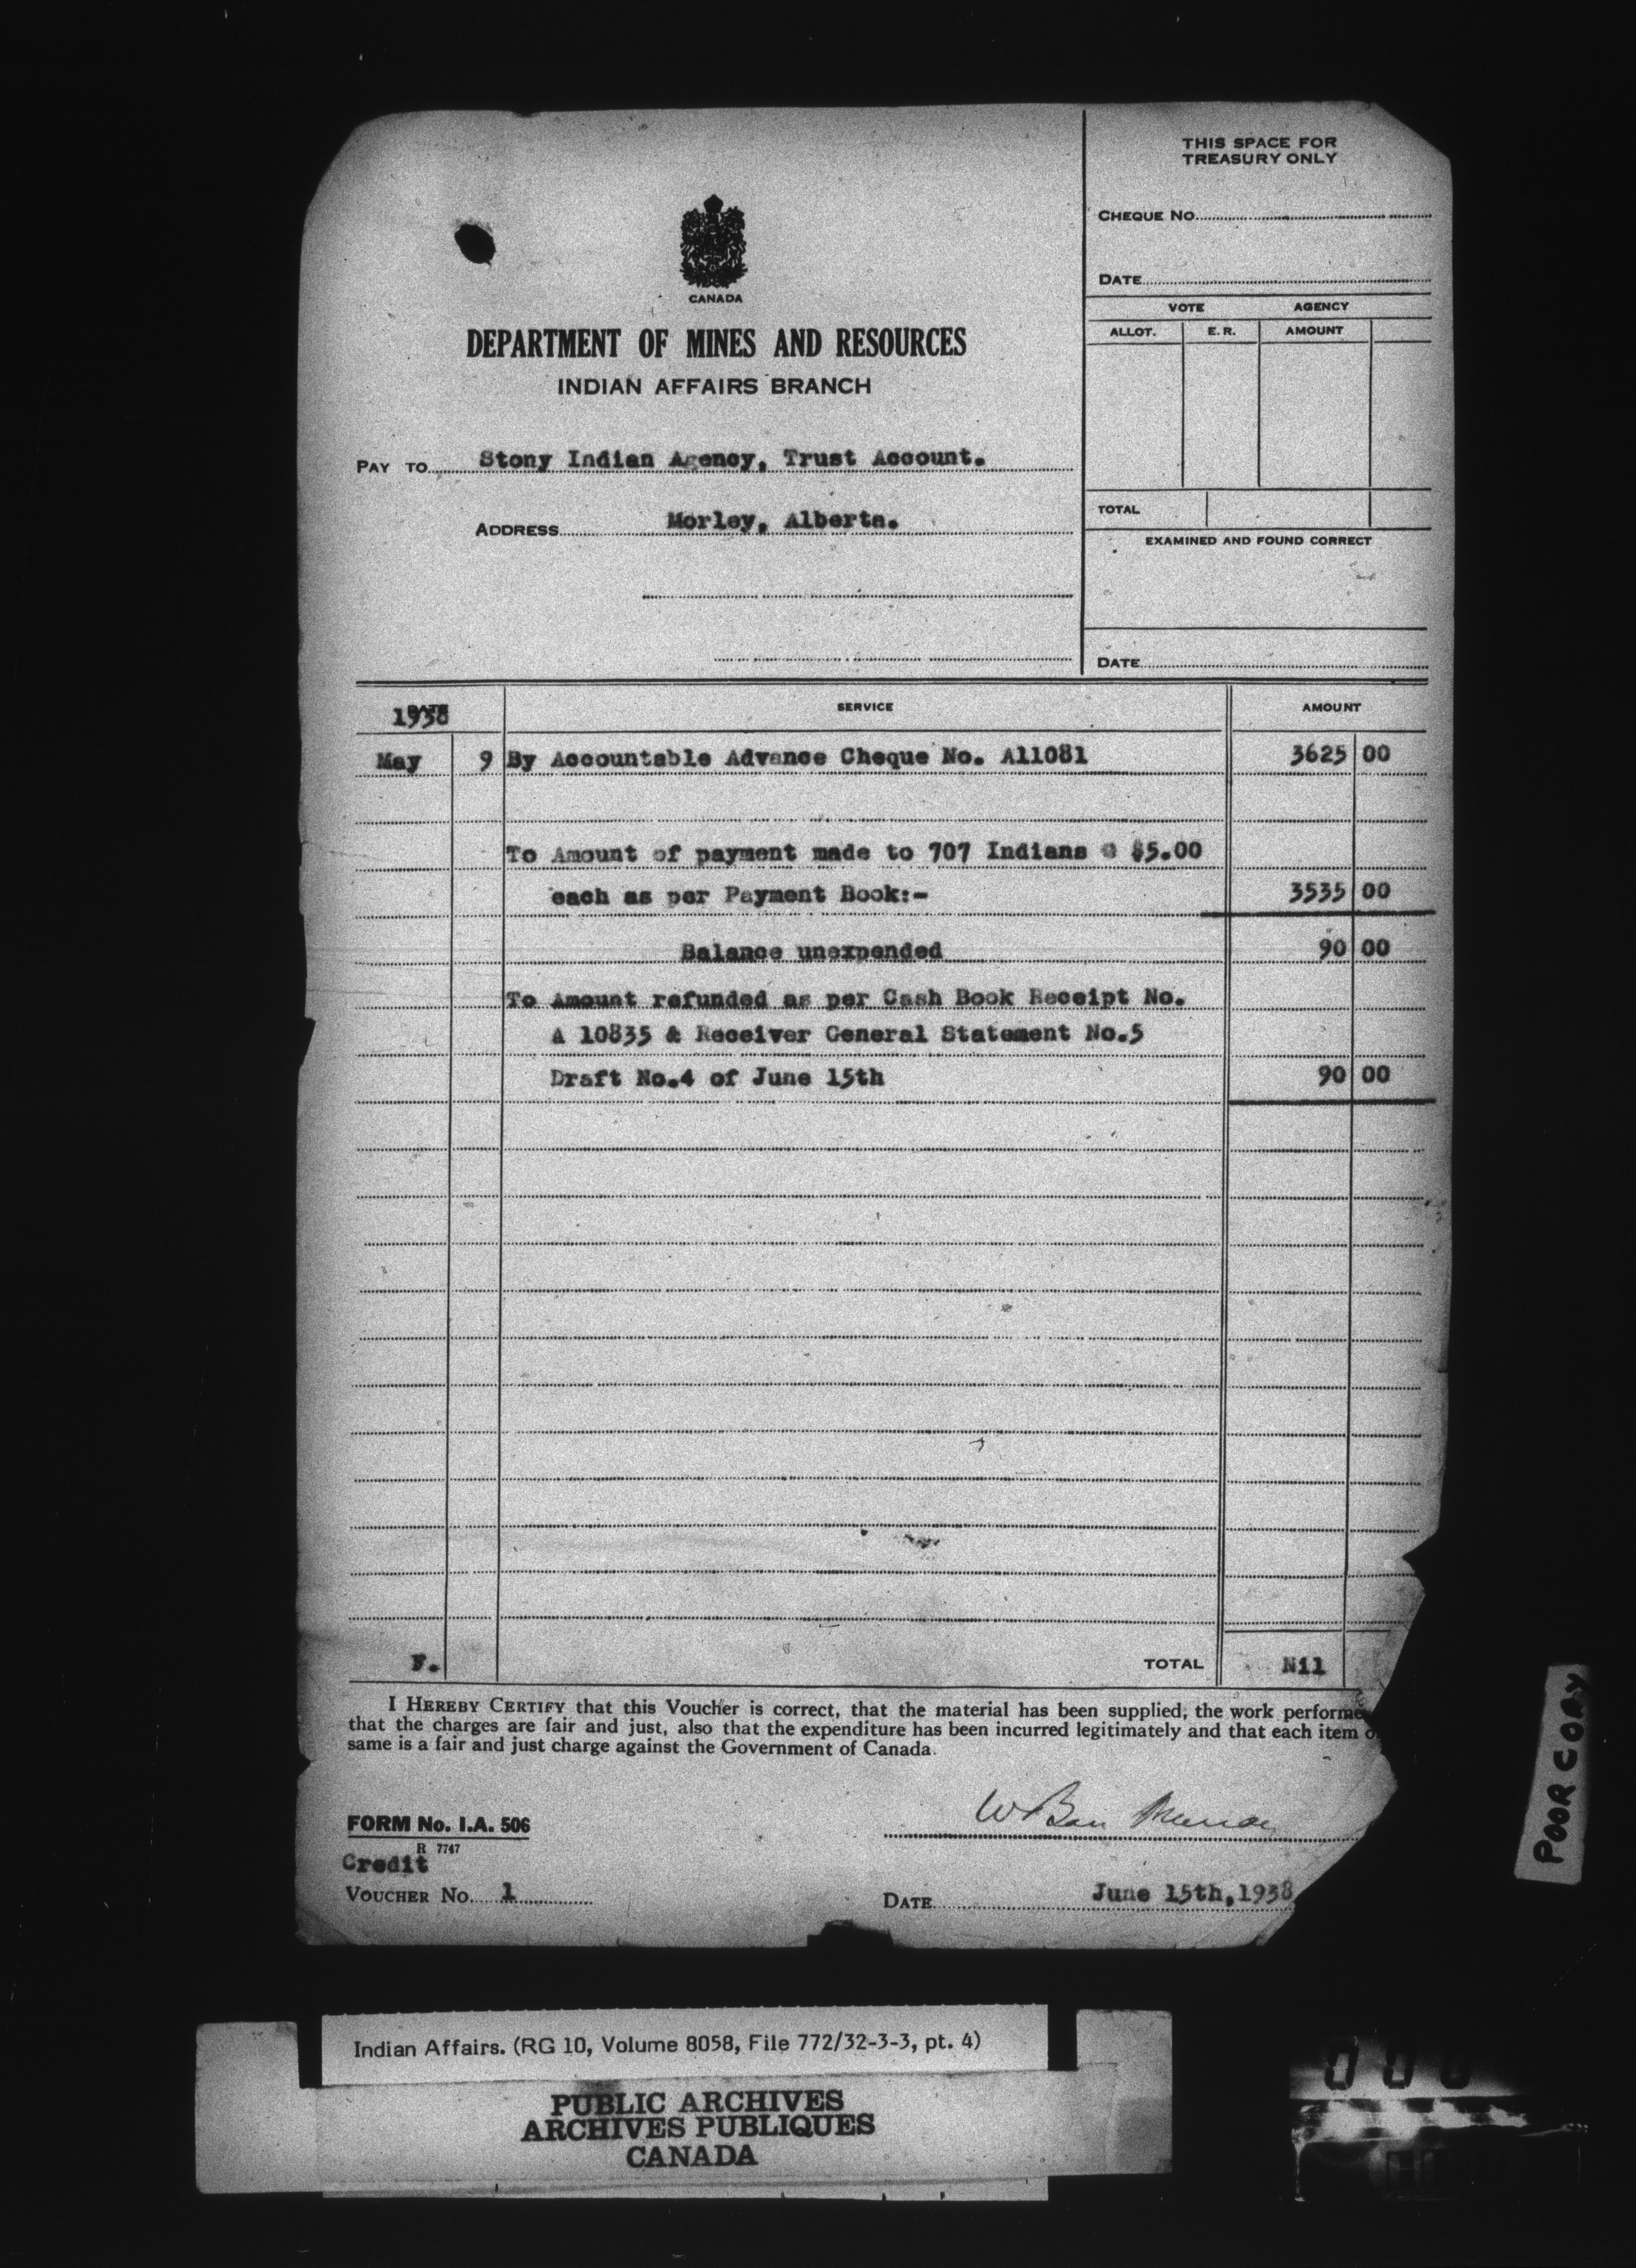 THIS SPACE FOR
TREASURY ONLY
CHEQUE NO.
DATE
VOTE AGENCY
ALLOT. E. R. AMOUNT
TOTAL
EXAMINED AND FOUND CORRECT
DATE
CANADA
DEPARTMENT OF MINES AND RESOURCES
INDIAN AFFAIRS BRANCH
PAY TO Stony Indian Agency, Trust Account.
ADDRESS Morley, Alberta.
1938 SERVICE AMOUNT
May 9 By Accountable Advance Cheque No. A11081 3625 00
To Amount of payment made to 707 Indians @ $5.00
each as per Payment Book:- 3535 00
Balance unexpended 90 00
To Amount refunded as per Cash Book Receipt No.
A 10835 & Receiver General Statement No.5
Draft No.4 of June 15th 90 00
F. TOTAL Nil
I HEREBY CERTIFY that this Voucher is correct, that the material has been supplied, the work performe
that the charges are fair and just, also that the expenditure has been incurred legitimately and that each item o
same is a fair and just charge against the Government of Canada.
FORM No. I.A. 506
R 7747
Credit
VOUCHER No. 1
DATE June 15th, 1938
POOR COPY
Indian Affairs. (RG 10, Volume 8058, File 772/32-3-3, pt. 4)
PUBLIC ARCHIVES
ARCHIVES PUBLIQUES
CANADA